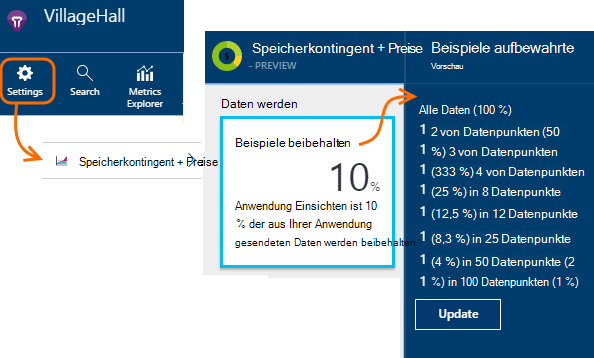 VillageHall
Settings
Search
Metrics
Explorer
Speicherkontingent + Preise
Speicherkontingent + Preise
- PREVIEW
Daten werden
Beispiele beibehalten
10%
Anwendung Einsichten ist 10
% der aus Ihrer Anwendung
gesendeten Daten werden beibehalten.
Beispiele aufbewahrte
Vorschau
Alle Daten (100 %)
1 2 von Datenpunkten (50
1 %) 3 von Datenpunkten
1 (333 %) 4 von Datenpunkten
1 (25 %) in 8 Datenpunkte
1 (12,5 %) in 12 Datenpunkte
1 (8,3 %) in 25 Datenpunkte
1 (4 %) in 50 Datenpunkte (2
1 %) in 100 Datenpunkten (1 %)
Update